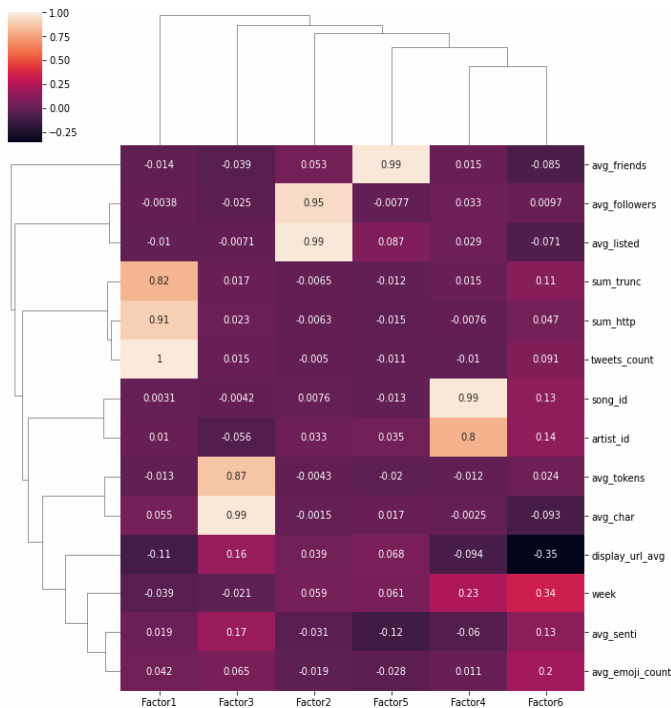 1.00
0.75
0.50
0.25
0.00
−0.25
-0.014 -0.039 0.053 0.99 0.015 -0.085 avg_friends
-0.0038 -0.025 0.95 -0.0077 0.033 0.0097 avg_followers
-0.01 -0.0071 0.99 0.087 0.029 -0.071 avg_listed
0.82 0.017 -0.0065 -0.012 0.015 0.11 sum_trunc
0.91 0.023 -0.0063 -0.015 -0.0076 0.047 sum_http
1 0.015 -0.005 -0.011 -0.01 0.091 tweets_count
0.0031 -0.0042 0.0076 -0.013 0.99 0.13 song_id
0.01 -0.056 0.033 0.035 0.8 0.14 artist_id
-0.013 0.87 -0.0043 -0.02 -0.012 0.024 avg_tokens
0.055 0.99 -0.0015 0.017 -0.0025 -0.093 avg_char
-0.11 0.16 0.039 0.068 -0.094 -0.35 display_url_avg
-0.039 -0.021 0.059 0.061 0.23 0.34 week
0.019 0.17 -0.031 -0.12 -0.06 0.13 avg_senti
0.042 0.065 -0.019 -0.028 0.011 0.2 avg_emoji_count
Factor1 Factor3 Factor2 Factor5 Factor4 Factor6